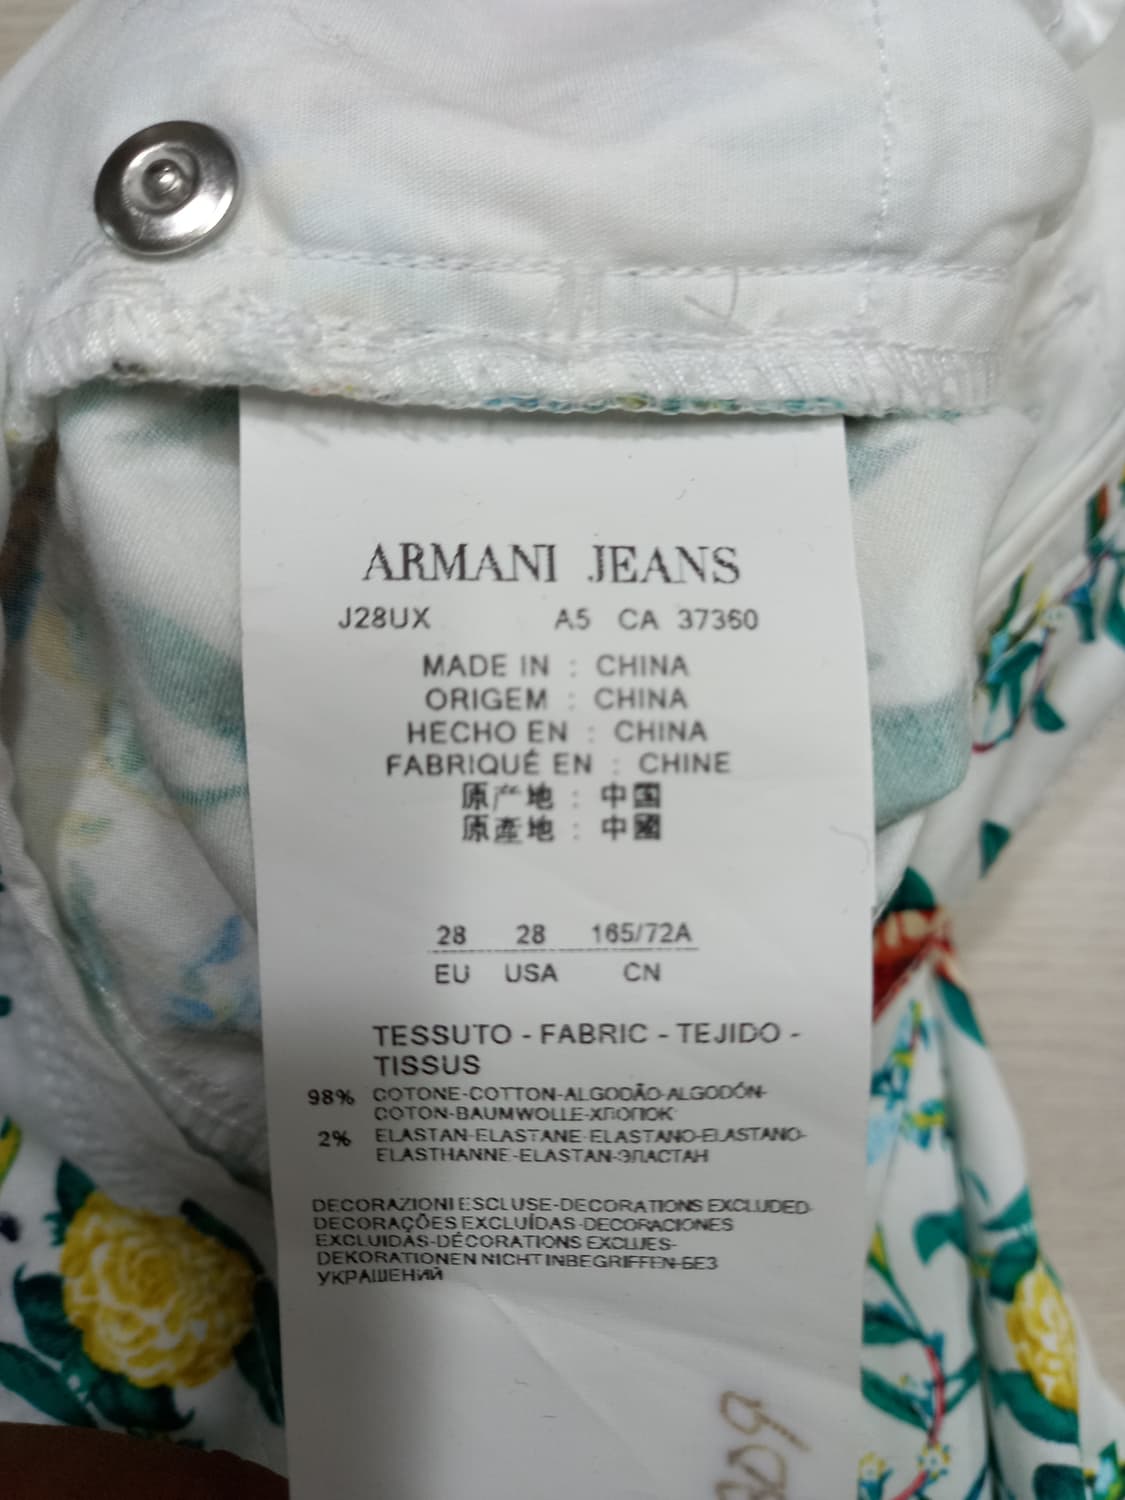 ARMANI JEANS
J28UX A5 CA 37360
MADE IN : CHINA
ORIGEM : CHINA
HECHO EN : CHINA
FABRIQUÉ EN : CHINE
原产地 : 中国
原產地 : 中國
28 28 165/72A
EU USA CN
TESSUTO - FABRIC - TEJIDO -
TISSUS
98% COTONE-COTTON-ALGODÃO-ALGODÓN-
COTON-BAUMWOLLE-ХЛОПОК
2% ELASTAN-ELASTANE-ELASTANO-ELASTANO-
ELASTHANNE-ELASTAN-ЭЛАСТАН
DECORAZIONI ESCLUSE-DECORATIONS EXCLUDED-
DECORAÇÕES EXCLUÍDAS-DECORACIONES
EXCLUIDAS-DÉCORATIONS EXCLUES-
DEKORATIONEN NICHT INBEGRIFFEN-БЕЗ
УКРАШЕНИЙ